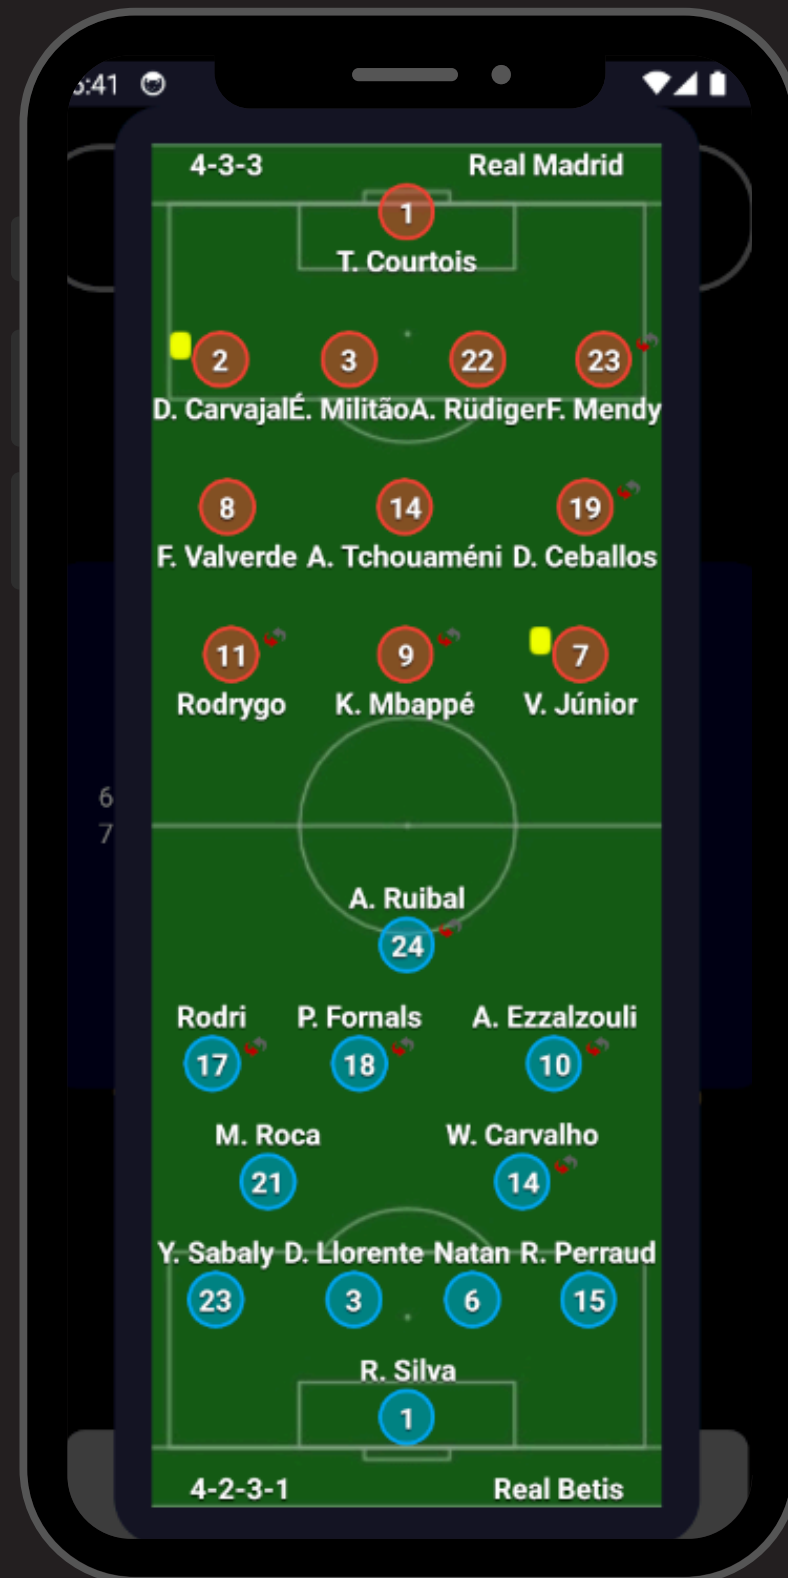 :41
4-3-3 Real Madrid
1
T. Courtois
2 3 22 23
D. Carvajal É. Militão A. Rüdiger F. Mendy
8 14 19
F. Valverde A. Tchouaméni D. Ceballos
11 9 7
Rodrygo K. Mbappé V. Júnior
6
7
A. Ruibal
24
Rodri P. Fornals A. Ezzalzouli
17 18 10
M. Roca W. Carvalho
21 14
Y. Sabaly D. Llorente Natan R. Perraud
23 3 6 15
R. Silva
1
4-2-3-1 Real Betis